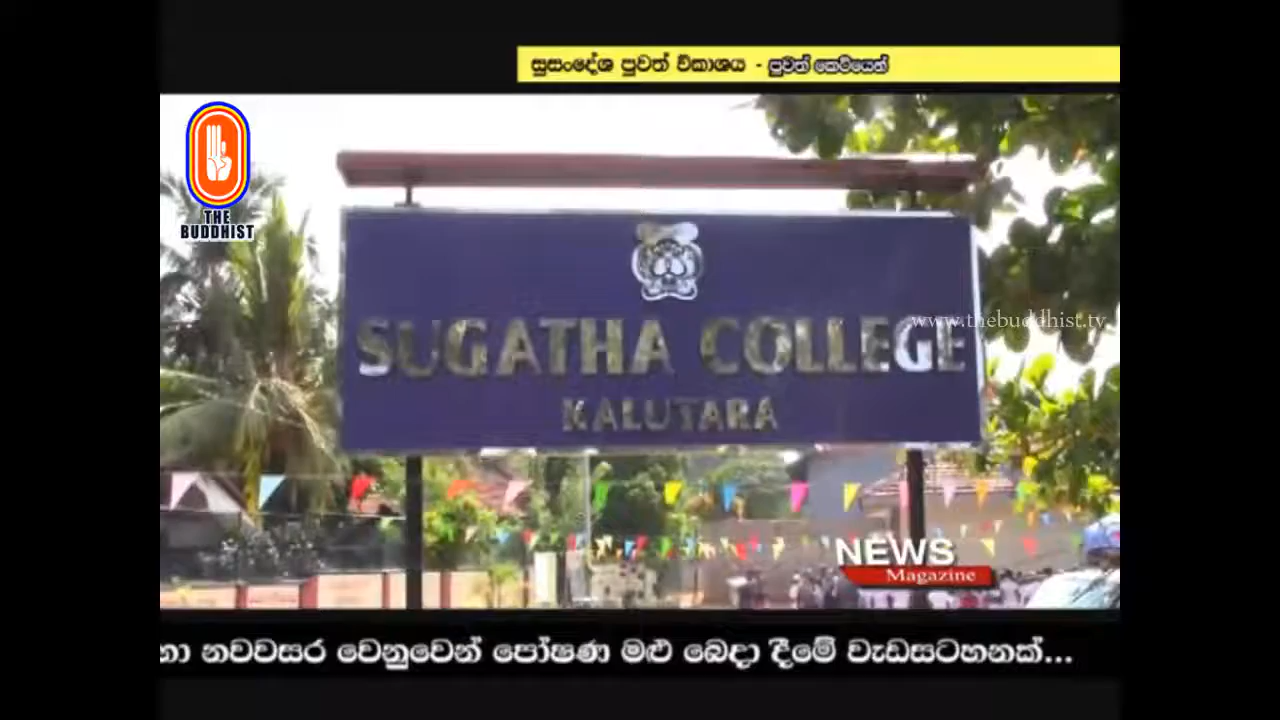 සුසංදේශ පුවත් විකාශය - පුවත් කෙටියෙන්
THE
BUDDHIST
SUGATHA COLLEGE
www.thebuddhist.tv
KALUTARA
NEWS
Magazine
නවවසර වෙනුවෙන් පෝෂණ මළු බෙදා දීමේ වැඩසටහනක්...